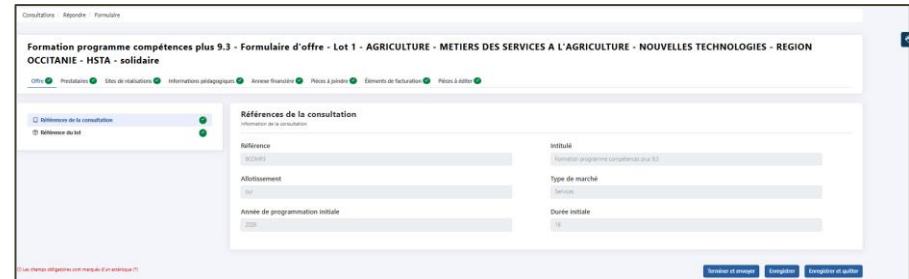 Consultations / Répondre / Formulaire
Formation programme compétences plus 9.3 - Formulaire d'offre - Lot 1 - AGRICULTURE - METIERS DES SERVICES A L'AGRICULTURE - NOUVELLES TECHNOLOGIES - REGION
OCCITANIE - HSTA - solidaire
Offre Prestataires Sites de réalisations Informations pédagogiques Annexe financière Pièces à joindre Éléments de facturation Pièces à éditer
Références de la consultation
Référence du lot
Références de la consultation
Information de la consultation
Référence Intitulé
Formation programme compétences plus 9.3
Allotissement Type de marché
oui Services
Année de programmation initiale Durée initiale
Les champs obligatoires sont marqués d'un astérisque (*)
Terminer et envoyer Enregistrer Enregistrer et quitter